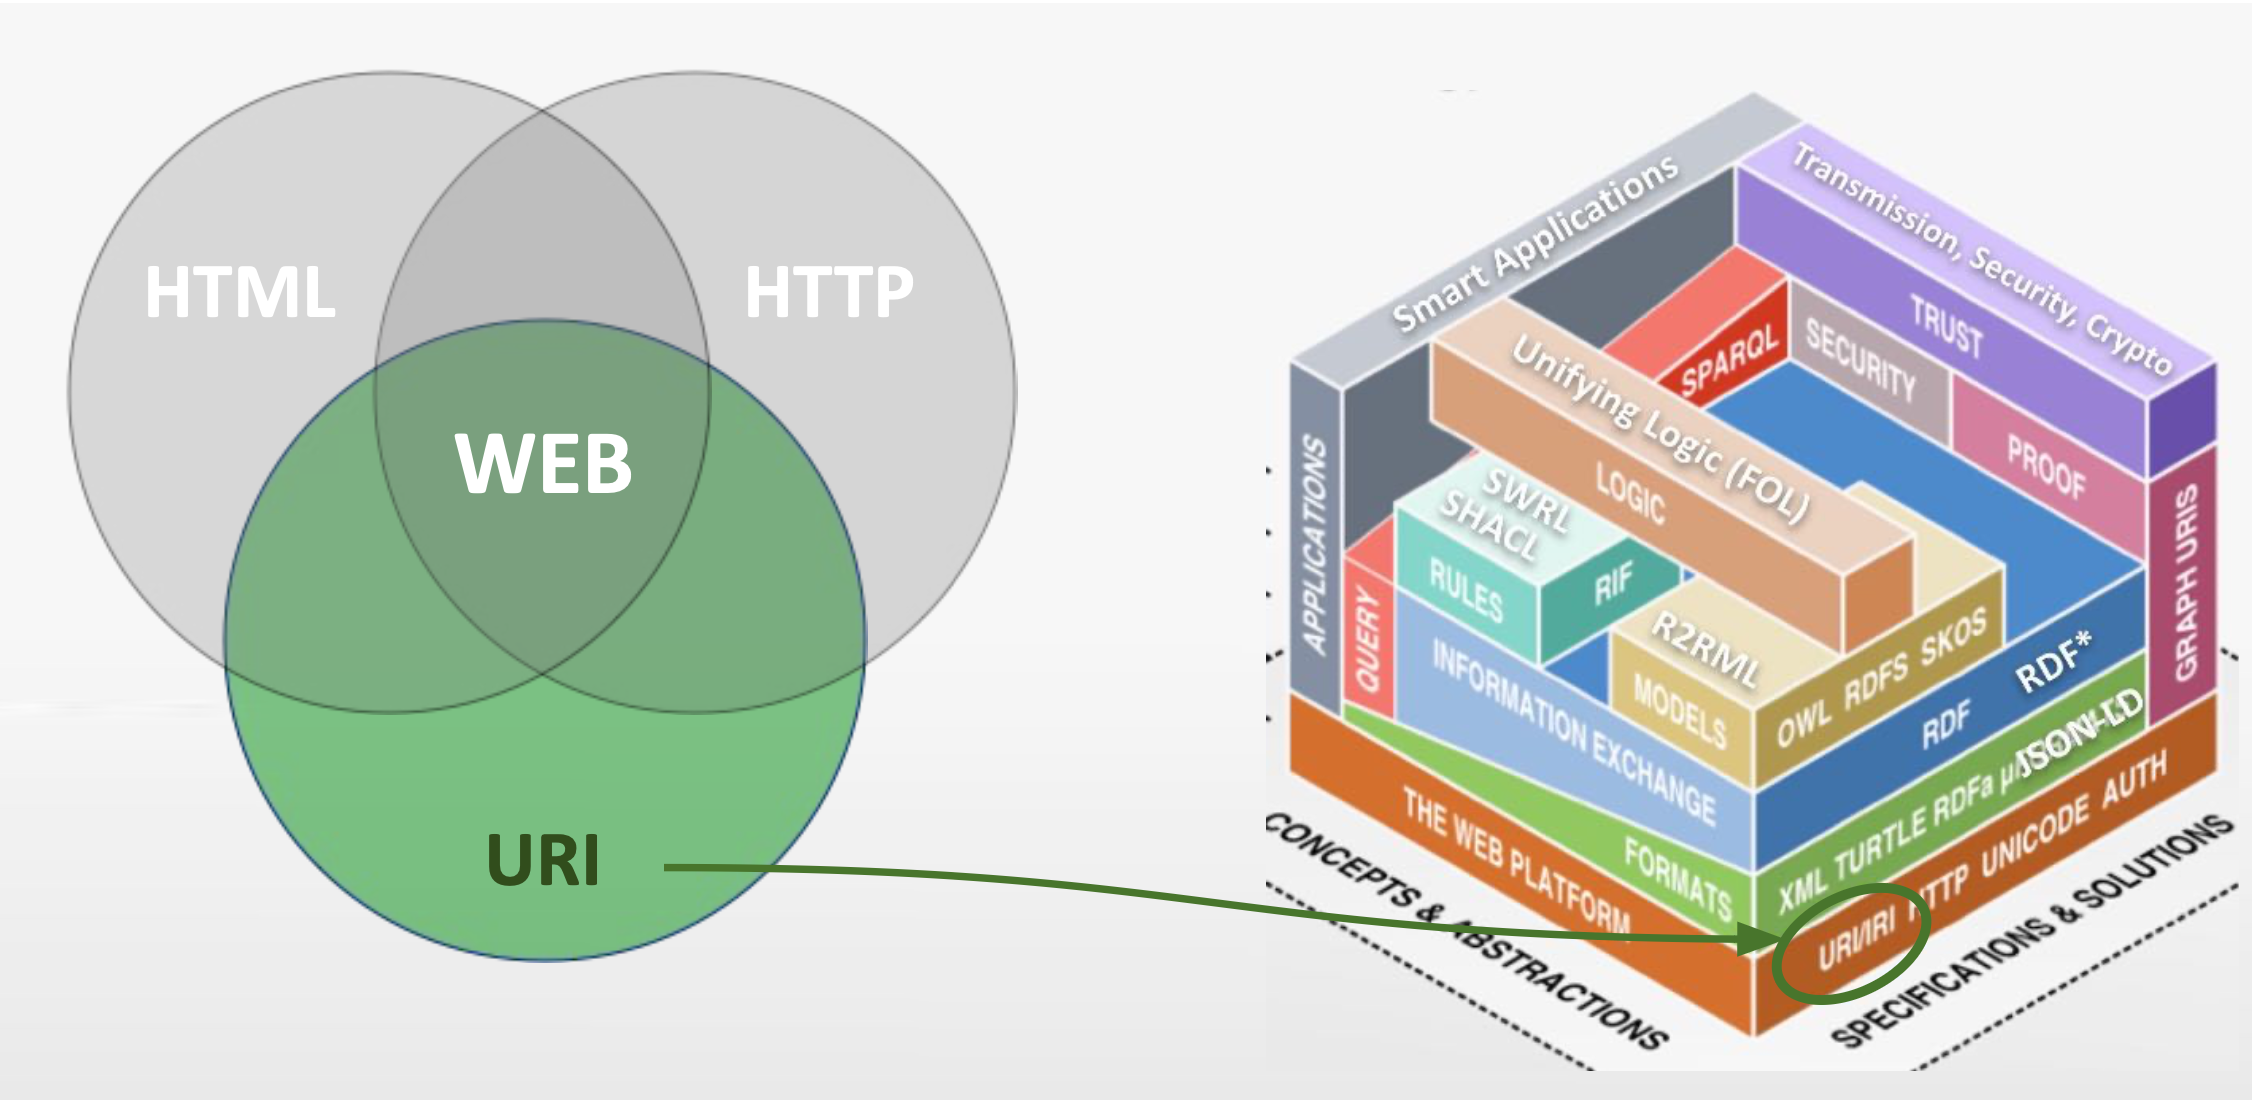 HTML
HTTP
WEB
URI
Smart Applications
Transmission, Security, Crypto
TRUST
SPARQL
SECURITY
PROOF
Unifying Logic (FOL)
LOGIC
APPLICATIONS
SWRL
SHACL
RULES
RIF
QUERY
R2RML
MODELS
OWL RDFS SKOS
GRAPH URIS
INFORMATION EXCHANGE
RDF
RDF*
FORMATS
XML TURTLE RDFa
JSON-LD
THE WEB PLATFORM
URI/IRI HTTP UNICODE AUTH
CONCEPTS & ABSTRACTIONS
SPECIFICATIONS & SOLUTIONS